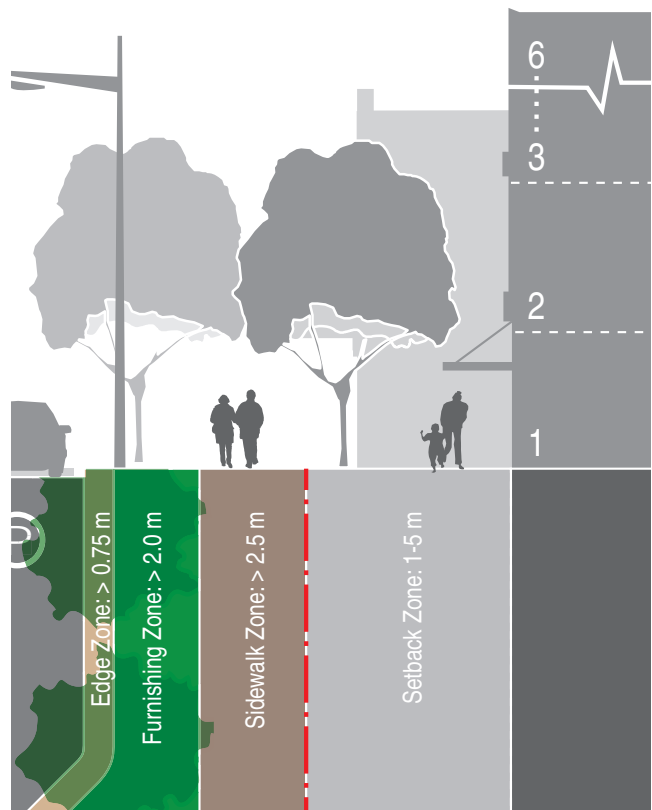 6
3
2
1
Edge Zone: > 0.75 m
Furnishing Zone: > 2.0 m
Sidewalk Zone: > 2.5 m
Setback Zone: 1-5 m